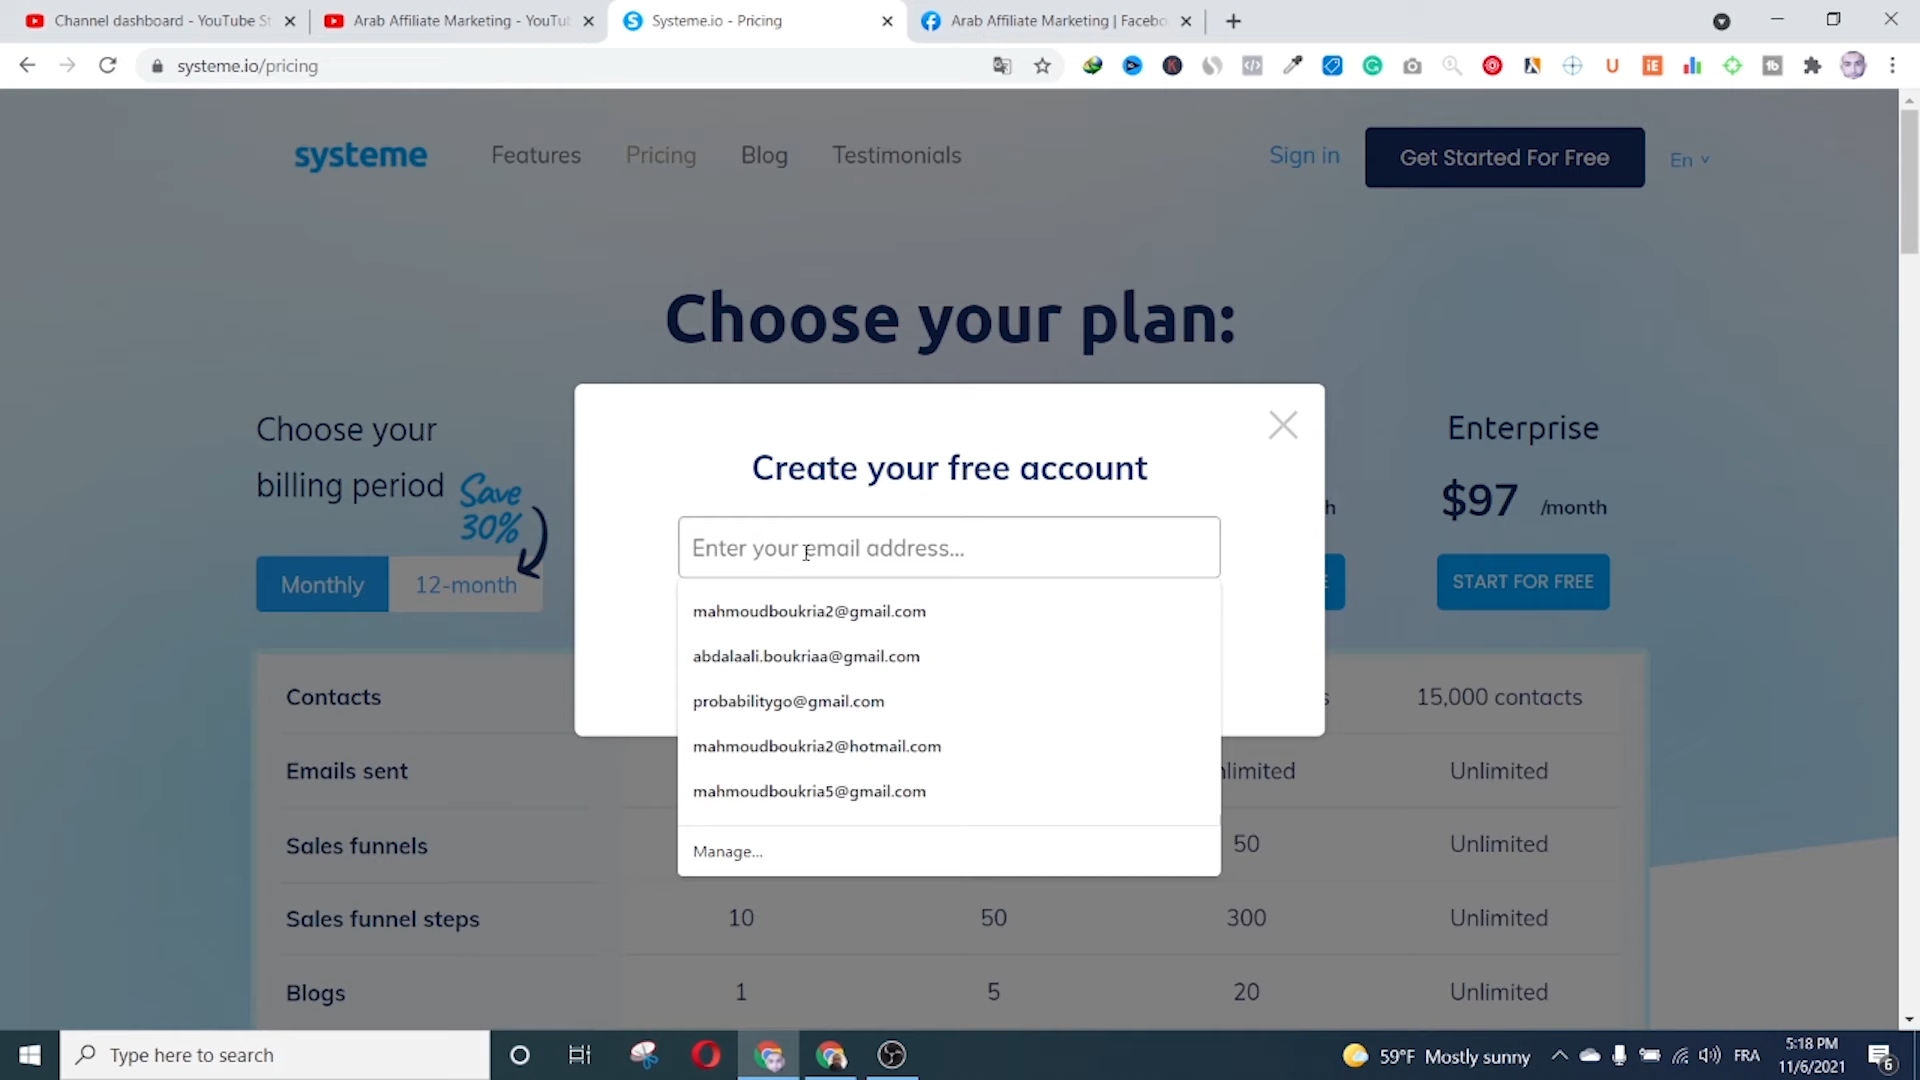 Channel dashboard - YouTube St
Arab Affiliate Marketing - YouTub
Systeme.io - Pricing
Arab Affiliate Marketing | Facebo
systeme.io/pricing
systeme
Features
Pricing
Blog
Testimonials
Sign in
Get Started For Free
En
Choose your plan:
Choose your
billing period
Save
30%
Monthly
12-month
Create your free account
Enter your email address...
mahmoudboukria2@gmail.com
abdalaali.boukriaa@gmail.com
probabilitygo@gmail.com
mahmoudboukria2@hotmail.com
mahmoudboukria5@gmail.com
Manage...
h
E
Enterprise
$97 /month
START FOR FREE
Contacts
s
15,000 contacts
Emails sent
nlimited
Unlimited
Sales funnels
50
Unlimited
Sales funnel steps
10
50
300
Unlimited
Blogs
1
5
20
Unlimited
Type here to search
59°F Mostly sunny
FRA
5:18 PM
11/6/2021
6